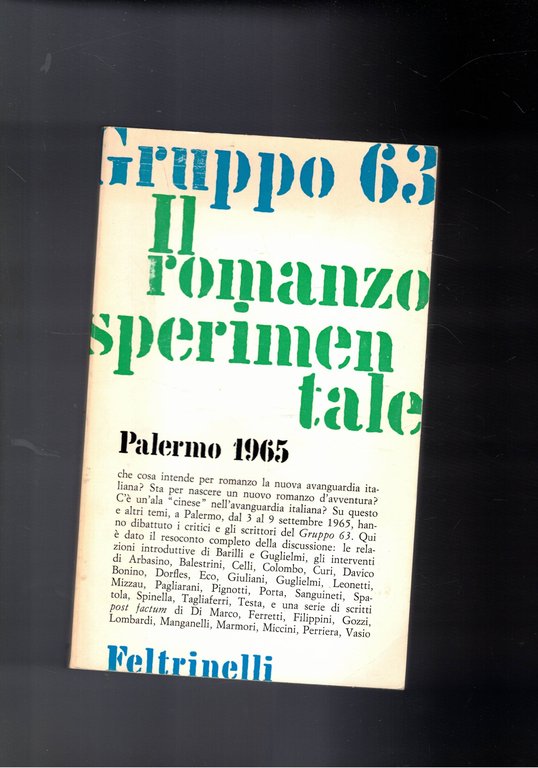 Gruppo 63
Il
romanzo
sperimen
tale
Palermo 1965
che cosa intende per romanzo la nuova avanguardia ita-
liana? Sta per nascere un nuovo romanzo d'avventura?
C'è un'ala "cinese" nell'avanguardia italiana? Su questo
e altri temi, a Palermo, dal 3 al 9 settembre 1965, han-
no dibattuto i critici e gli scrittori del Gruppo 63. Qui
è dato il resoconto completo della discussione: le rela-
zioni introduttive di Barilli e Guglielmi, gli interventi
di Arbasino, Balestrini, Celli, Colombo, Curi, Davico
Bonino, Dorfles, Eco, Giuliani, Guglielmi, Leonetti,
Mizzau, Pagliarani, Pignotti, Porta, Sanguineti, Spa-
tola, Spinella, Tagliaferri, Testa, e una serie di scritti
post factum di Di Marco, Ferretti, Filippini, Gozzi,
Lombardi, Manganelli, Marmori, Miccini, Perriera, Vasio
Feltrinelli